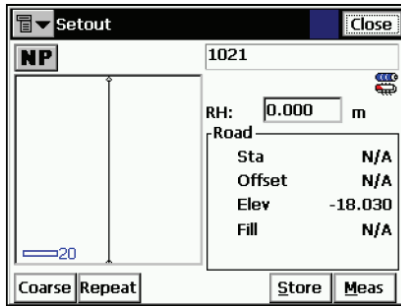 Setout
Close
NP
1021
RH: 0.000 m
Road
Sta N/A
Offset N/A
Elev -18.030
Fill N/A
20
Coarse Repeat Store Meas